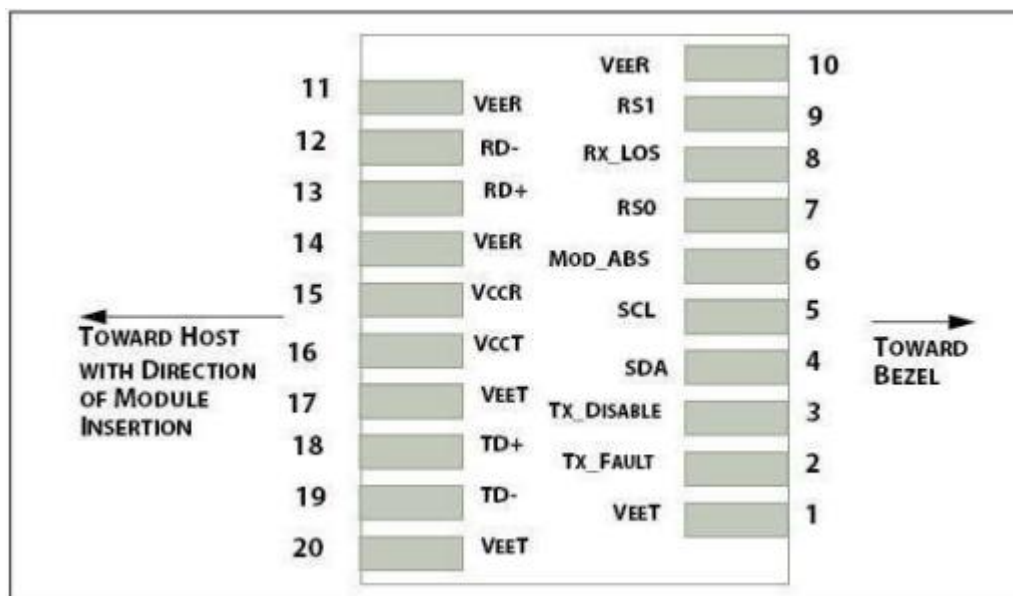 11
VEER
12
RD-
13
RD+
14
VEER
15
VCCR
16
VCCT
17
VEET
18
TD+
19
TD-
20
VEET
TOWARD HOST
WITH DIRECTION
OF MODULE
INSERTION
VEER
10
RS1
9
RX_LOS
8
RS0
7
MOD_ABS
6
SCL
5
SDA
4
TX_DISABLE
3
TX_FAULT
2
VEET
1
TOWARD
BEZEL